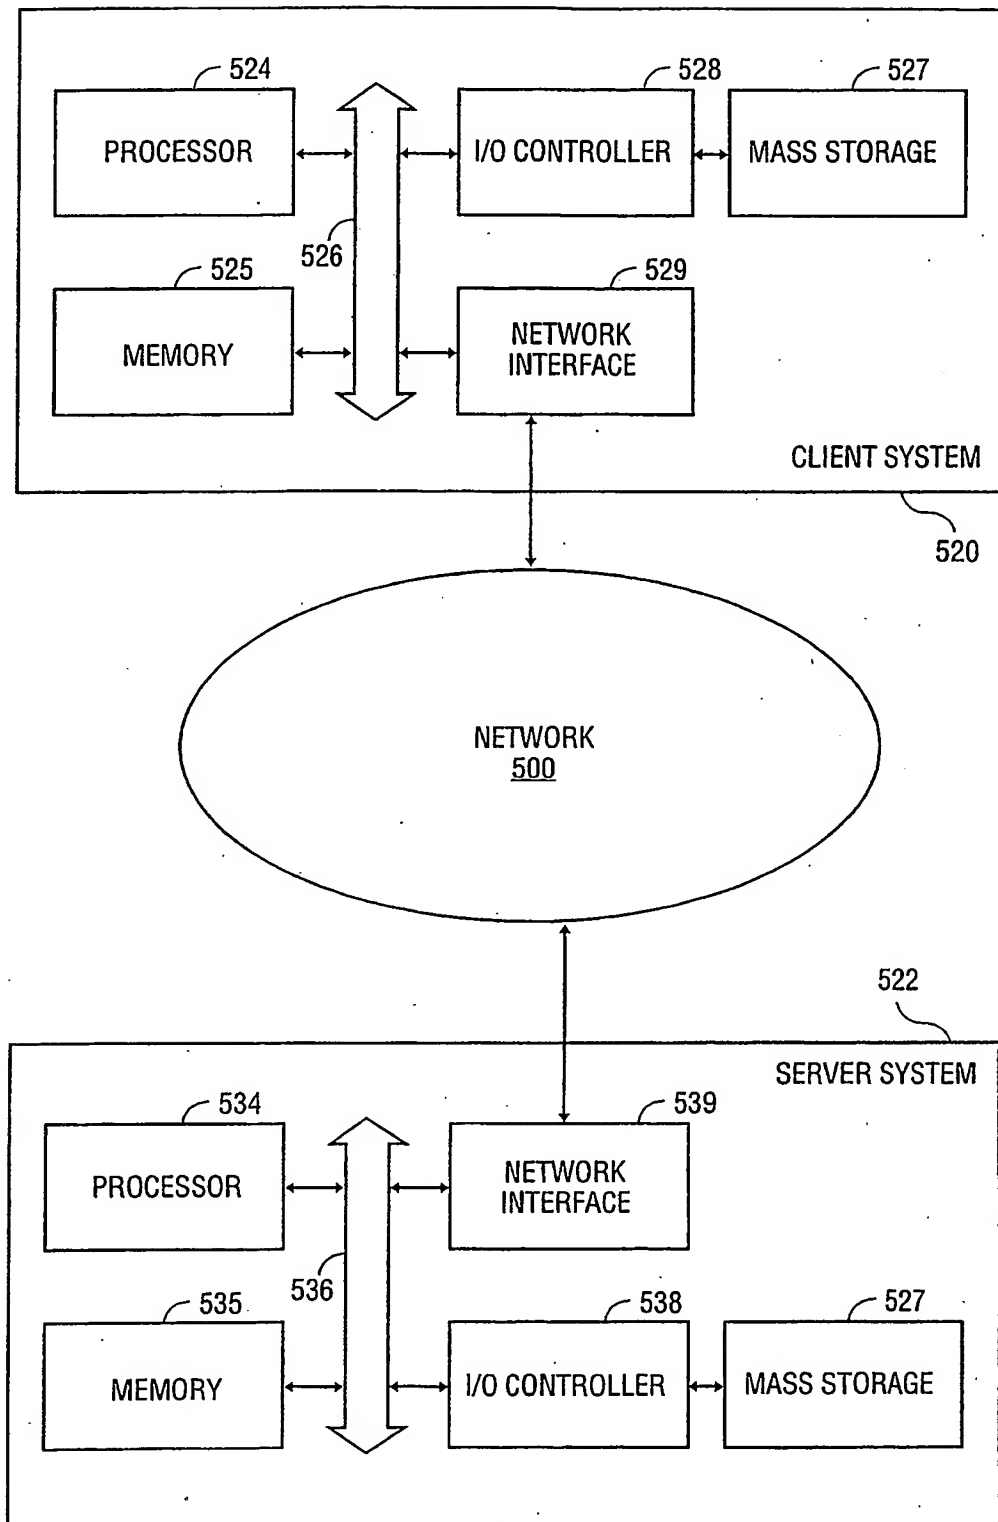 524
528
527
PROCESSOR
I/O CONTROLLER
MASS STORAGE
526
525
529
MEMORY
NETWORK
INTERFACE
CLIENT SYSTEM
520
NETWORK
500
522
SERVER SYSTEM
534
539
PROCESSOR
NETWORK
INTERFACE
536
535
538
527
MEMORY
I/O CONTROLLER
MASS STORAGE